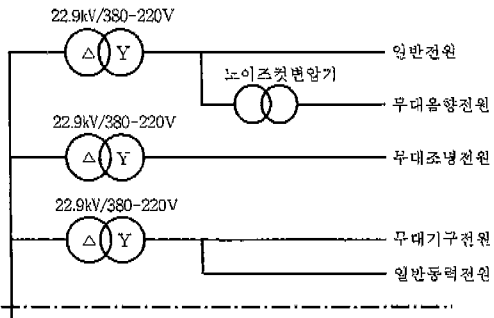 22.9kV/380-220V
△ Y
일반전원
노이즈컷변압기
무대음향전원
22.9kV/380-220V
△ Y
무대조명전원
22.9kV/380-220V
△ Y
무대기구전원
일반동력전원